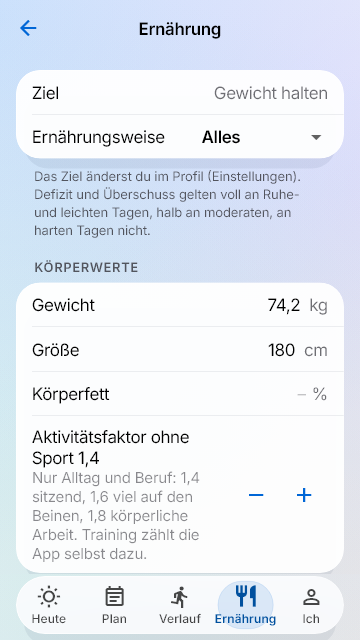 Ernährung
Ziel Gewicht halten
Ernährungsweise Alles
Das Ziel änderst du im Profil (Einstellungen).
Defizit und Überschuss gelten voll an Ruhe-
und leichten Tagen, halb an moderaten, an
harten Tagen nicht.
KÖRPERWERTE
Gewicht 74,2 kg
Größe 180 cm
Körperfett – %
Aktivitätsfaktor ohne
Sport 1,4
Nur Alltag und Beruf: 1,4
sitzend, 1,6 viel auf den
Beinen, 1,8 körperliche
Arbeit. Training zählt die
App selbst dazu.
Heute Plan Verlauf Ernährung Ich